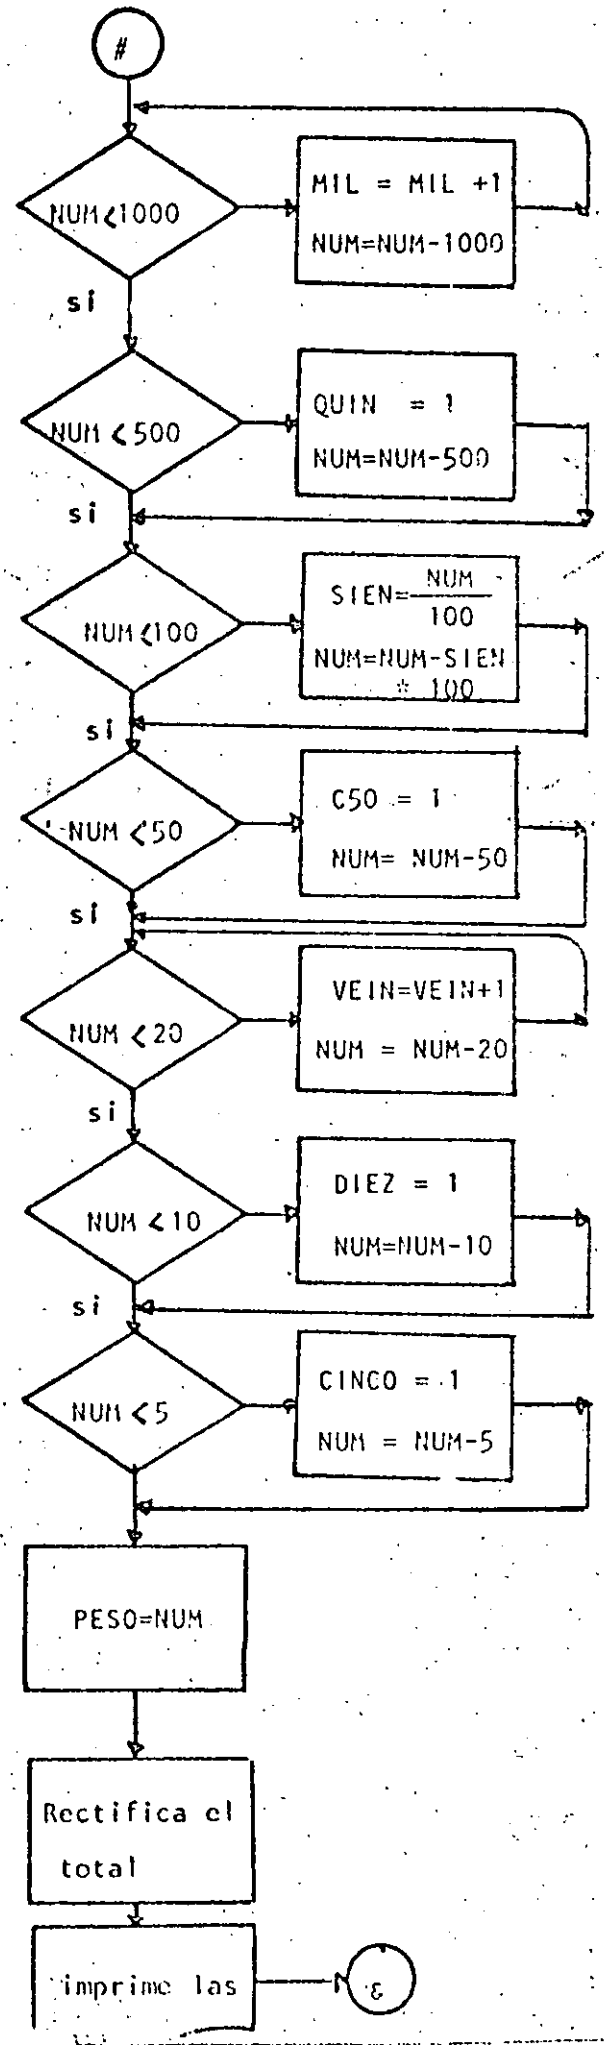 #
NUM<1000
MIL = MIL +1
NUM=NUM-1000
si
NUM <500
QUIN = 1
NUM=NUM-500
si
NUM<100
SIEN=NUM
100
NUM=NUM-SIEN
* 100
si
NUM <50
C50 = 1
NUM= NUM-50
si
NUM <20
VEIN=VEIN+1
NUM = NUM-20
si
NUM <10
DIEZ = 1
NUM=NUM-10
si
NUM <5
CINCO = 1
NUM = NUM-5
PESO=NUM
Rectifica el
total
imprime las
&